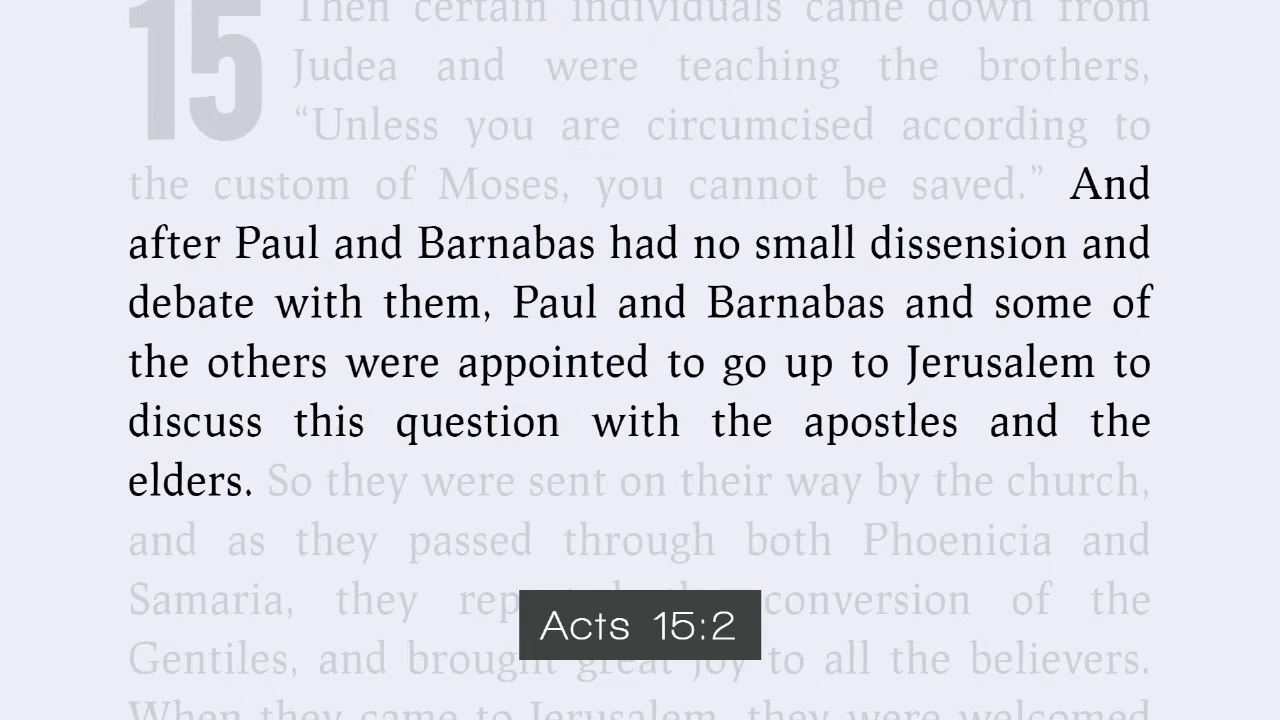 15
Then certain individuals came down from
Judea and were teaching the brothers,
“Unless you are circumcised according to
the custom of Moses, you cannot be saved.” And
after Paul and Barnabas had no small dissension and
debate with them, Paul and Barnabas and some of
the others were appointed to go up to Jerusalem to
discuss this question with the apostles and the
elders. So they were sent on their way by the church,
and as they passed through both Phoenicia and
Samaria, they conversion of the
Gentiles, and brought great joy to all the believers.
When they came to Jerusalem, they were welcomed
Acts 15:2